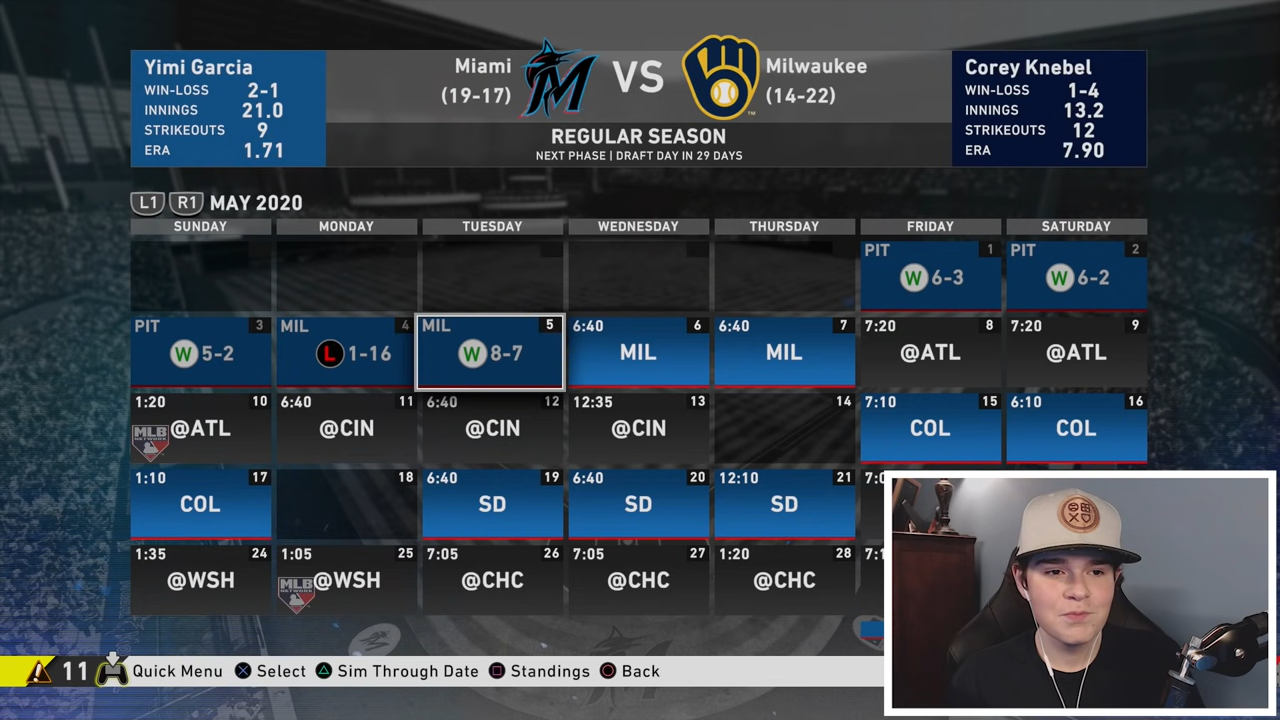 Yimi Garcia
WIN-LOSS 2-1
INNINGS 21.0
STRIKEOUTS 9
ERA 1.71
Miami
(19-17)
VS
Milwaukee
(14-22)
REGULAR SEASON
NEXT PHASE | DRAFT DAY IN 29 DAYS
Corey Knebel
WIN-LOSS 1-4
INNINGS 13.2
STRIKEOUTS 12
ERA 7.90
L1 R1 MAY 2020
SUNDAY MONDAY TUESDAY WEDNESDAY THURSDAY FRIDAY SATURDAY
PIT 1 PIT 2
W 6-3 W 6-2
PIT 3 MIL 4 MIL 5 6:40 6 6:40 7 7:20 8 7:20 9
W 5-2 L 1-16 W 8-7 MIL MIL @ATL @ATL
1:20 10 6:40 11 6:40 12 12:35 13 14 7:10 15 6:10 16
MLB NETWORK @ATL @CIN @CIN @CIN COL COL
1:10 17 18 6:40 19 6:40 20 12:10 21
COL SD SD SD
1:35 24 1:05 25 7:05 26 7:05 27 1:20 28
@WSH MLB NETWORK @WSH @CHC @CHC @CHC
11 Quick Menu Select Sim Through Date Standings Back